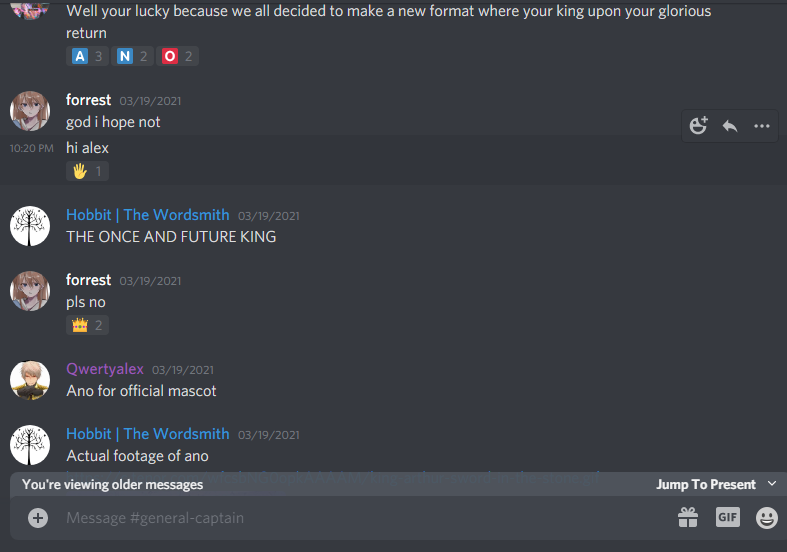 Well your lucky because we all decided to make a new format where your king upon your glorious
return
A 3 N 2 O 2
forrest 03/19/2021
god i hope not
10:20 PM hi alex
1
Hobbit | The Wordsmith 03/19/2021
THE ONCE AND FUTURE KING
forrest 03/19/2021
pls no
2
Qwertyalex 03/19/2021
Ano for official mascot
Hobbit | The Wordsmith 03/19/2021
Actual footage of ano
You're viewing older messages Jump To Present
Message #general-captain GIF